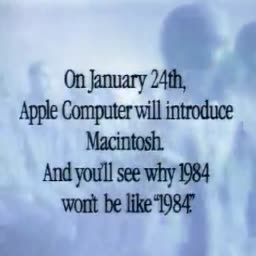 On January 24th,
Apple Computer will introduce
Macintosh.
And you'll see why 1984
won't be like “1984.”